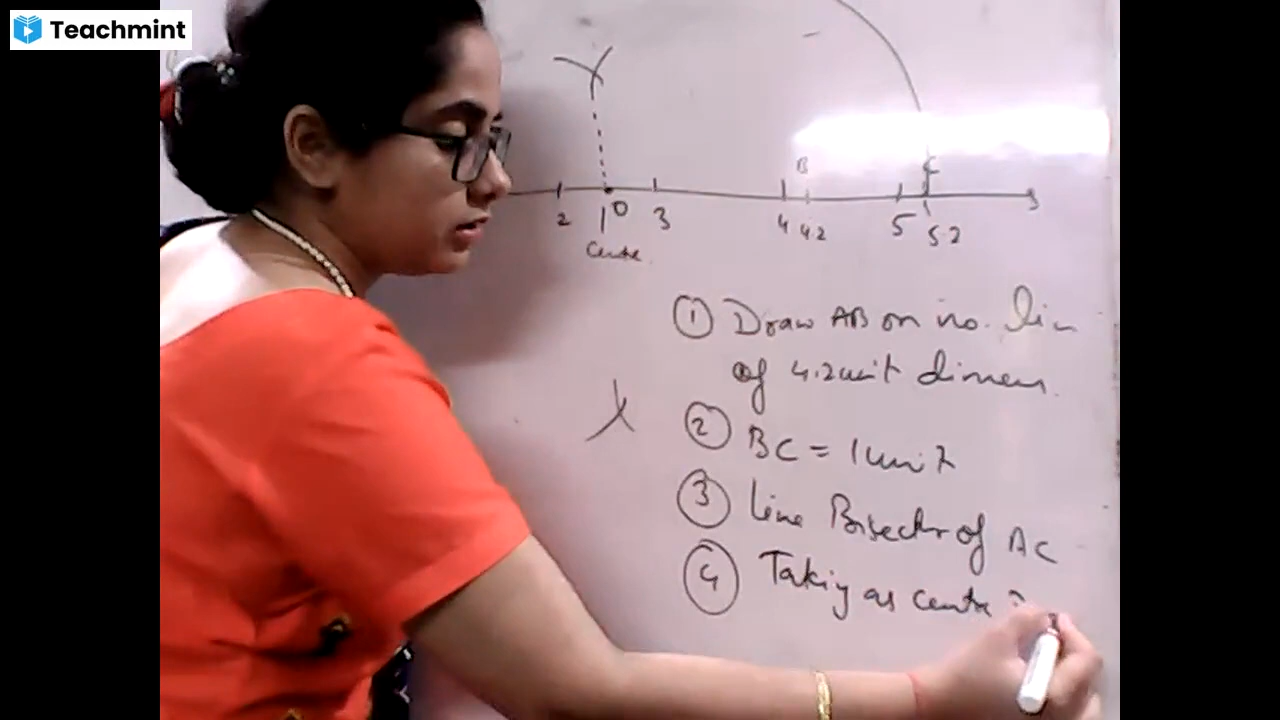 Teachmint
B C
2 O 3 4 4.2 5 5.2
Centre
① Draw AB on no. lin
of 4.2 unit dimen.
② BC = 1 unit
③ Line Bisector of AC
④ Taking as centre